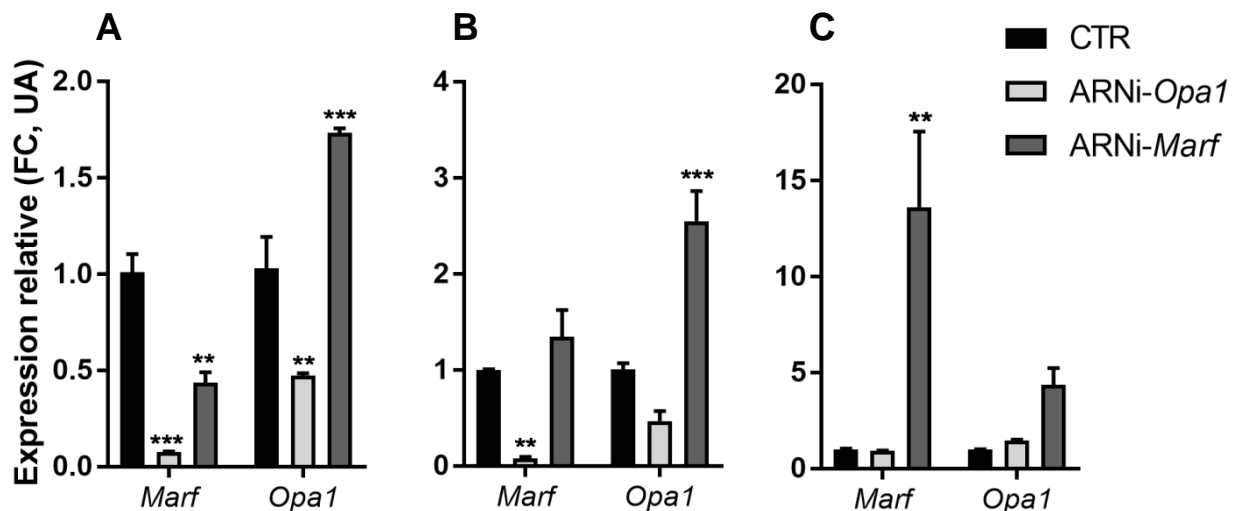 A B C
CTR
ARNi-Opa1
ARNi-Marf
Expression relative (FC, UA)
2.0
1.5
1.0
0.5
0.0
***
**
**
***
Marf Opa1
6
4
3
2
1
0
**
***
Marf Opa1
20
15
10
5
0
**
Marf Opa1